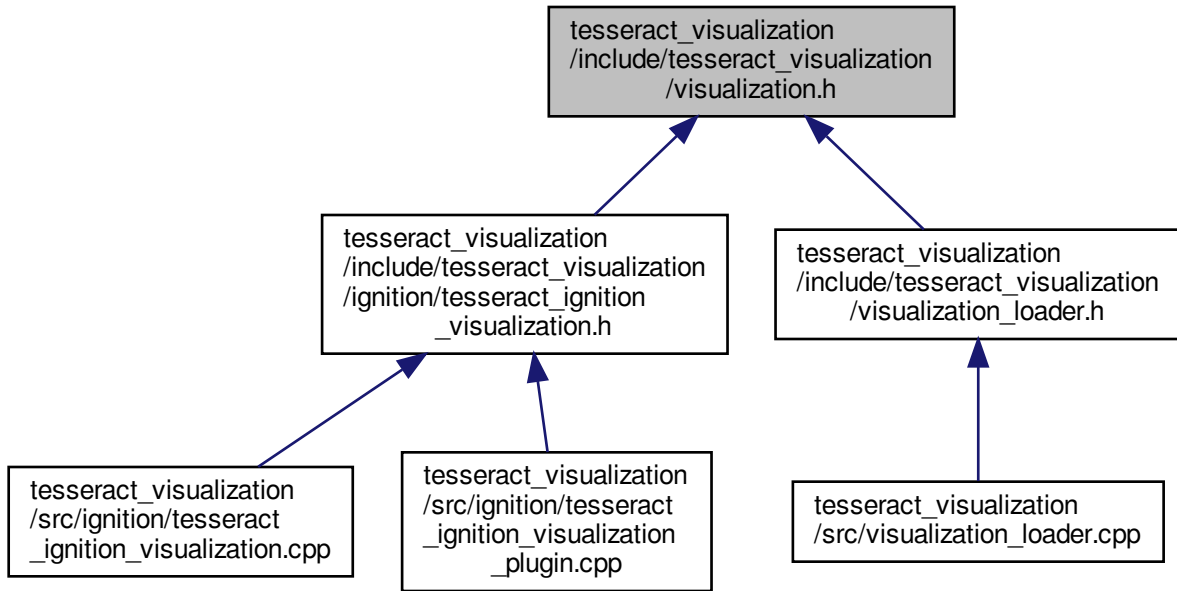 tesseract_visualization
/include/tesseract_visualization
/visualization.h
tesseract_visualization
/include/tesseract_visualization
/ignition/tesseract_ignition
_visualization.h
tesseract_visualization
/include/tesseract_visualization
/visualization_loader.h
tesseract_visualization
/src/ignition/tesseract
_ignition_visualization.cpp
tesseract_visualization
/src/ignition/tesseract
_ignition_visualization
_plugin.cpp
tesseract_visualization
/src/visualization_loader.cpp